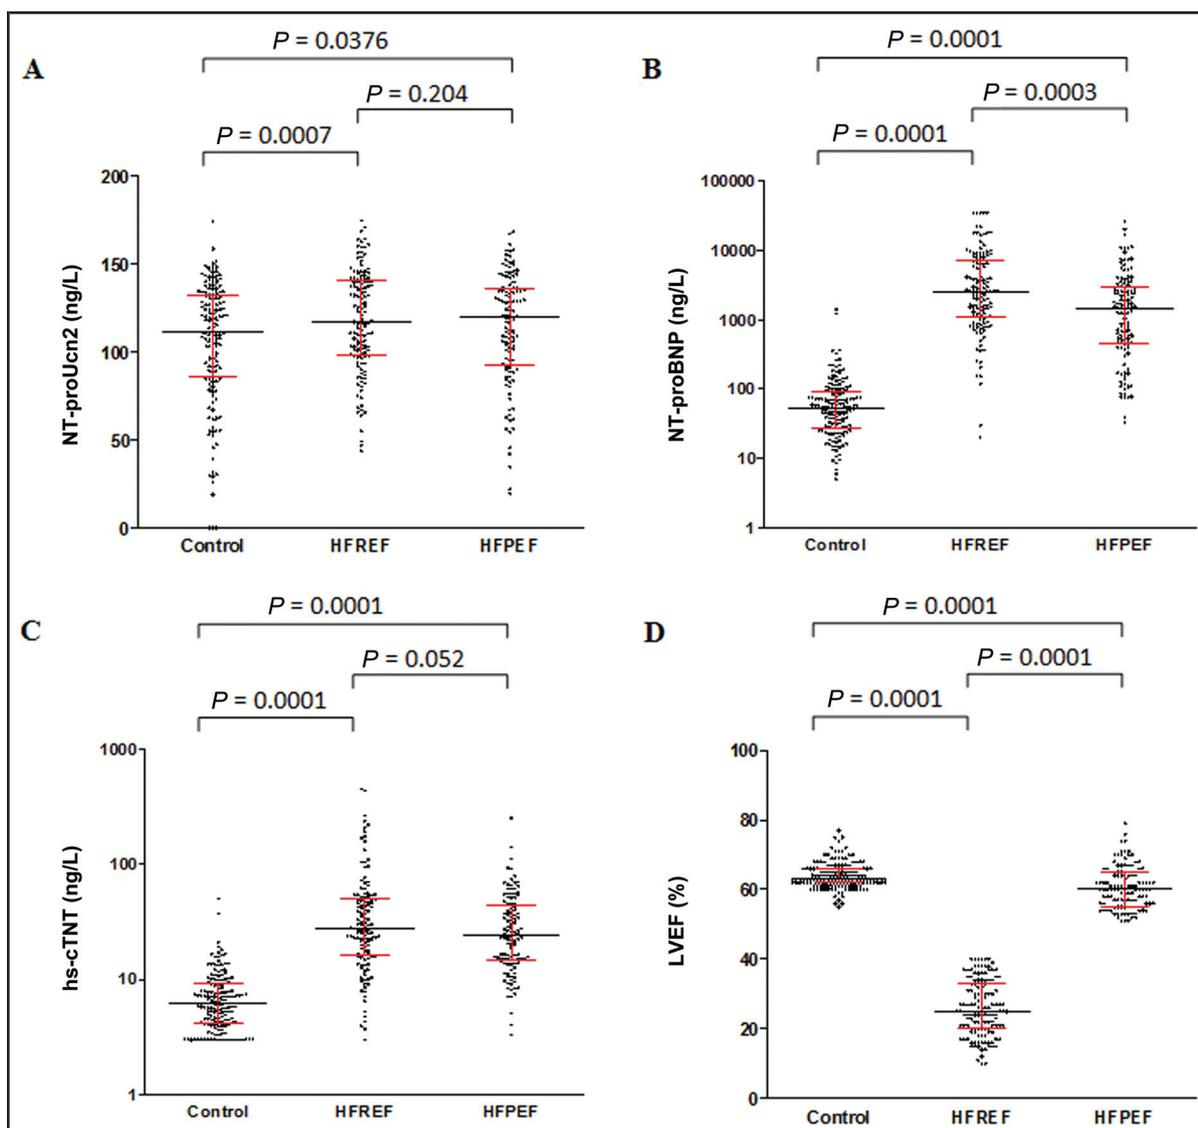 A
P = 0.0376
P = 0.204
P = 0.0007
NT-proUcn2 (ng/L)
200
150
100
50
0
Control HFREF HFPEF
B
P = 0.0001
P = 0.0003
P = 0.0001
NT-proBNP (ng/L)
100000
10000
1000
100
10
1
Control HFREF HFPEF
C
P = 0.0001
P = 0.052
P = 0.0001
hs-cTNT (ng/L)
1000
100
10
1
Control HFREF HFPEF
D
P = 0.0001
P = 0.0001
P = 0.0001
LVEF (%)
100
80
60
40
20
0
Control HFREF HFPEF